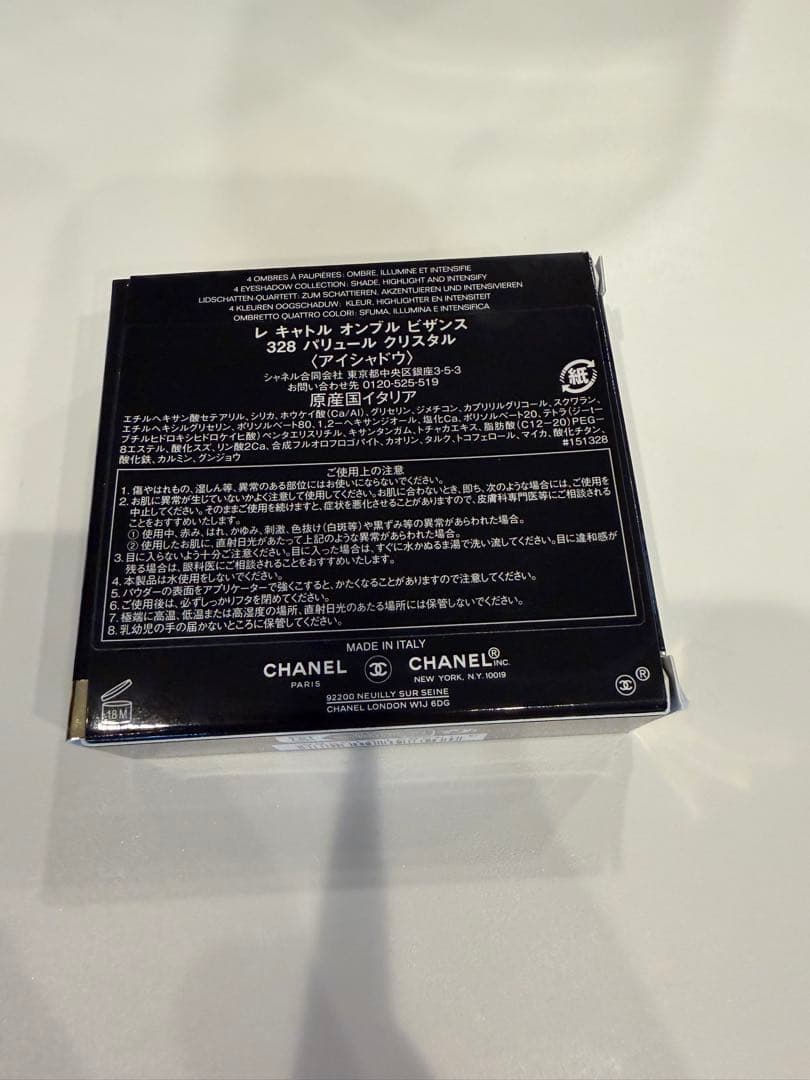 4 OMBRES À PAUPIÈRES: OMBRE, ILLUMINE ET INTENSIFIE
4 EYESHADOW COLLECTION: SHADE, HIGHLIGHT AND INTENSIFY
LIDSCHATTEN-QUARTETT: ZUM SCHATTIEREN, AKZENTUIEREN UND INTENSIVIEREN
4 KLEUREN OOGSCHADUW: KLEUR, HIGHLIGHTER EN INTENSITEIT
OMBRETTO QUATTRO COLORI: SFUMA, ILLUMINA E INTENSIFICA
レ キャトル オンブル ビザンス
328 パリュール クリスタル
〈アイシャドウ〉
シャネル合同会社 東京都中央区銀座3-5-3
お問い合わせ先 0120-525-519
原産国イタリア
紙
エチルヘキサン酸セテアリル、シリカ、ホウケイ酸(Ca/Al)、グリセリン、ジメチコン、カプリリルグリコール、スクワラン、
エチルヘキシルグリセリン、ポリソルベート80、1,2-ヘキサンジオール、塩化Ca、ポリソルベート20、テトラ(ジ-t-
ブチルヒドロキシヒドロケイヒ酸)ペンタエリスリチル、キサンタンガム、トチャカエキス、脂肪酸(C12-20)PEG-
8エステル、酸化スズ、リン酸2Ca、合成フルオロフロゴパイト、カオリン、タルク、トコフェロール、マイカ、酸化チタン、
酸化鉄、カルミン、グンジョウ
#151328
ご使用上の注意
1. 傷やはれもの、湿しん等、異常のある部位にはお使いにならないでください。
2. お肌に異常が生じていないかよく注意して使用してください。お肌に合わないとき、即ち、次のような場合には、ご使用を
中止してください。そのままご使用を続けますと、症状を悪化させることがありますので、皮膚科専門医等にご相談される
ことをおすすめいたします。
① 使用中、赤み、はれ、かゆみ、刺激、色抜け(白斑等)や黒ずみ等の異常があらわれた場合。
② 使用したお肌に、直射日光があたって上記のような異常があらわれた場合。
3. 目に入らないよう十分ご注意ください。目に入った場合は、すぐに水かぬるま湯で洗い流してください。目に違和感が
残る場合は、眼科医にご相談されることをおすすめいたします。
4. 本製品は水使用をしないでください。
5. パウダーの表面をアプリケーターで強くこすると、かたくなることがありますので注意してください。
6. ご使用後は、必ずしっかりフタを閉めてください。
7. 極端に高温、低温または高湿度の場所、直射日光のあたる場所には保管しないでください。
8. 乳幼児の手の届かないところに保管してください。
MADE IN ITALY
CHANEL CHANEL® INC.
PARIS NEW YORK, N.Y. 10019
92200 NEUILLY SUR SEINE
CHANEL LONDON W1J 6DG
18 M
®